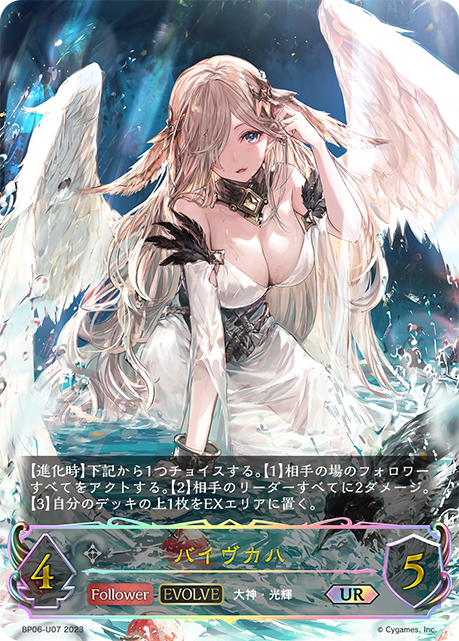 【進化時】下記から1つチョイスする。【1】相手の場のフォロワー
すべてをアクトする。【2】相手のリーダーすべてに2ダメージ。
【3】自分のデッキの上1枚をEXエリアに置く。
バイヴカハ
4
5
Follower EVOLVE 大神・光輝 UR
BP06-U07 2023 © Cygames, Inc.